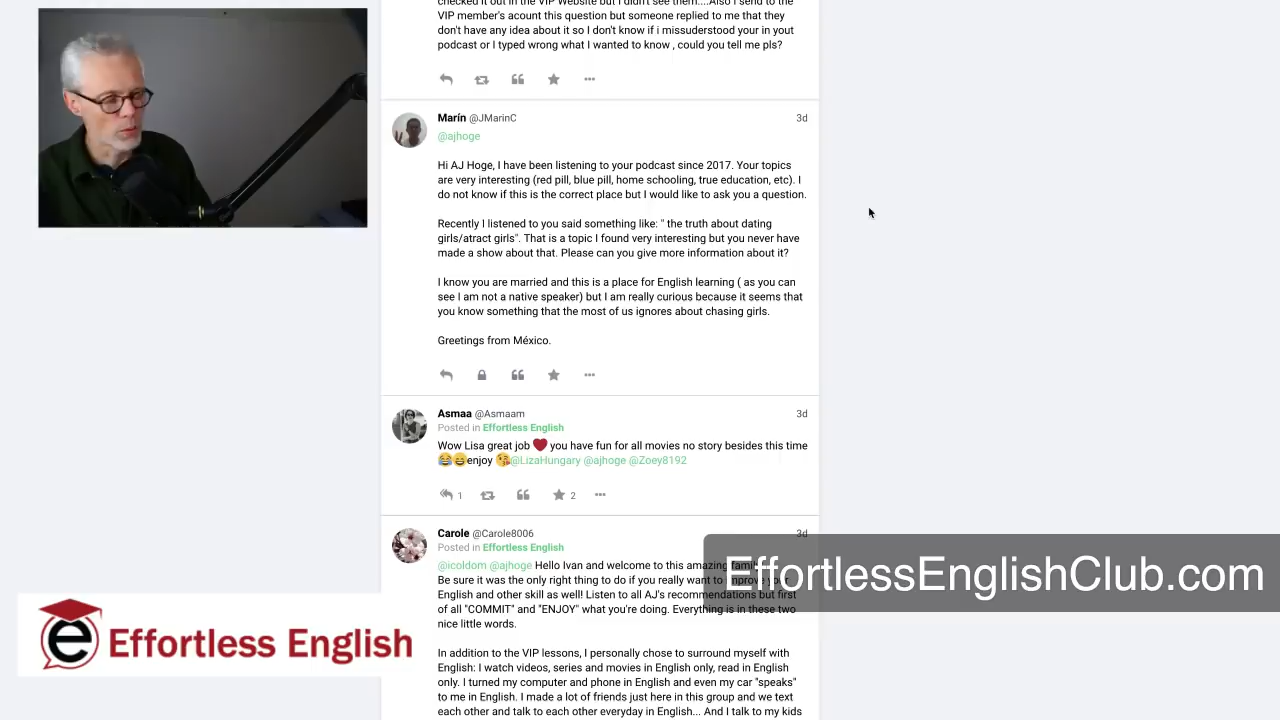 checked it out in the VIP Website but I didn't see them....Also I send to the
VIP member's acount this question but someone replied to me that they
don't have any idea about it so I don't know if i missuderstood your in yout
podcast or I typed wrong what I wanted to know , could you tell me pls?
Marín @JMarinC 3d
@ajhoge
Hi AJ Hoge, I have been listening to your podcast since 2017. Your topics
are very interesting (red pill, blue pill, home schooling, true education, etc). I
do not know if this is the correct place but I would like to ask you a question.
Recently I listened to you said something like: " the truth about dating
girls/atract girls". That is a topic I found very interesting but you never have
made a show about that. Please can you give more information about it?
I know you are married and this is a place for English learning ( as you can
see I am not a native speaker) but I am really curious because it seems that
you know something that the most of us ignores about chasing girls.
Greetings from México.
Asmaa @Asmaam 3d
Posted in Effortless English
Wow Lisa great job ❤️ you have fun for all movies no story besides this time
😂😄enjoy 😘@LizaHungary @ajhoge @Zoey8192
1 2
Carole @Carole8006 3d
Posted in Effortless English
@icoldom @ajhoge Hello Ivan and welcome to this amazing family
Be sure it was the only right thing to do if you really want to improve your
English and other skill as well! Listen to all AJ's recommendations but first
of all "COMMIT" and "ENJOY" what you're doing. Everything is in these two
nice little words.
In addition to the VIP lessons, I personally chose to surround myself with
English: I watch videos, series and movies in English only, read in English
only. I turned my computer and phone in English and even my car "speaks"
to me in English. I made a lot of friends just here in this group and we text
each other and talk to each other everyday in English... And I talk to my kids
EffortlessEnglishClub.com
e Effortless English